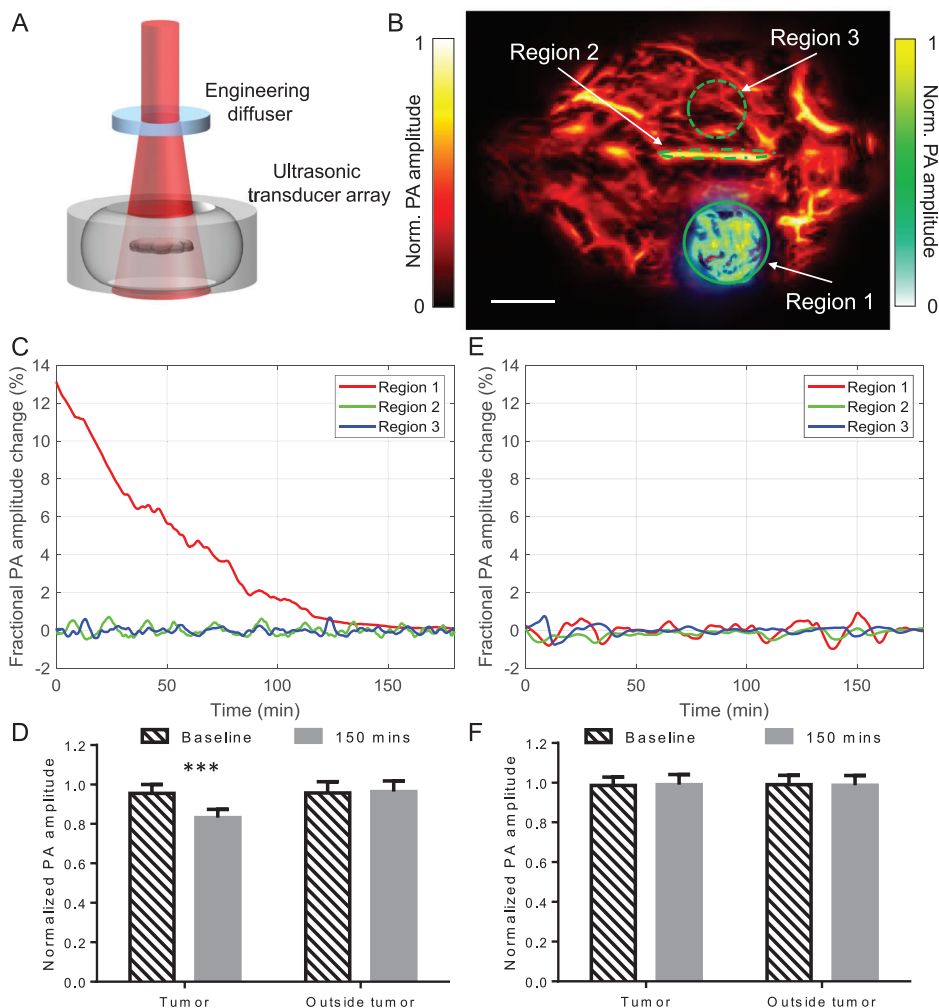 A
Engineering
diffuser
Ultrasonic
transducer array
B
1
Norm. PA amplitude
0
Region 2
Region 3
Region 1
1
Norm. PA amplitude
0
C
Fractional PA amplitude change (%)
14
12
10
8
6
4
2
0
-2
0
50
100
150
Time (min)
Region 1
Region 2
Region 3
E
Fractional PA amplitude change (%)
14
12
10
8
6
4
2
0
-2
0
50
100
150
Time (min)
Region 1
Region 2
Region 3
D
Baseline
150 mins
Normalized PA amplitude
1.2
1.0
0.8
0.6
0.4
0.2
0.0
***
Tumor
Outside tumor
F
Baseline
150 mins
Normalized PA amplitude
1.2
1.0
0.8
0.6
0.4
0.2
0.0
Tumor
Outside tumor